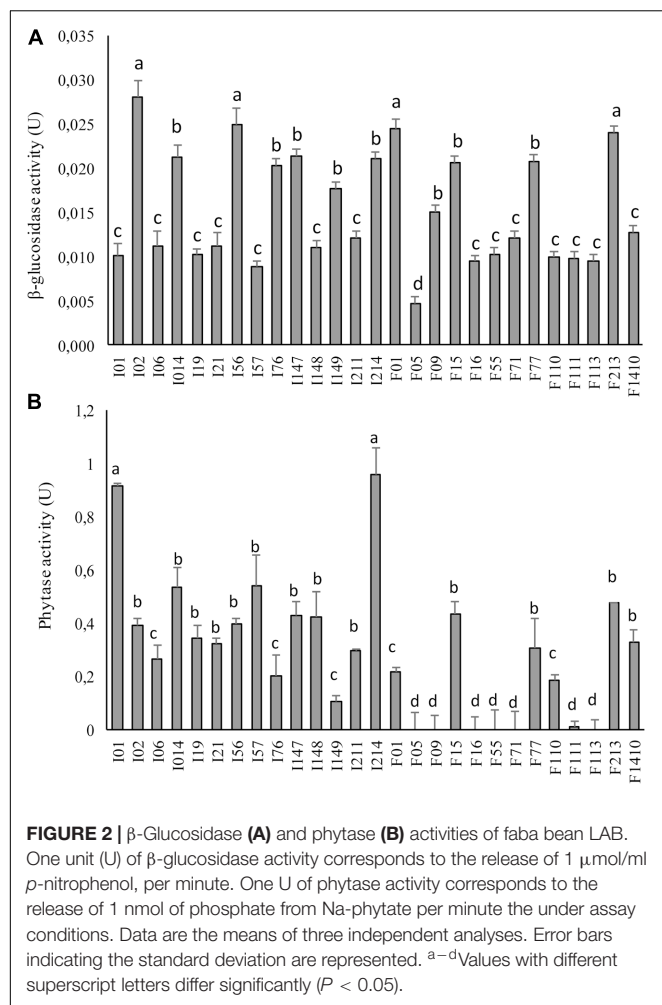 A
0,035
a
0,030
a
a
a
0,025
b
b
b
b
b
b
b
0,020
b
0,015
c
c
c
c
c
c
c
c
c
c
c
c
c
0,010
c
d
0,005
0,000
β-glucosidase activity (U)
I01 I02 I06 I014 I19 I21 I56 I57 I76 I147 I148 I149 I211 I214 F01 F05 F09 F15 F16 F55 F71 F77 F110 F111 F113 F213 F1410
B
1,2
a
a
1
0,8
b
b
b
b
b
b
0,6
b
b
b
b
b
b
b
0,4
c
b
c
c
c
c
0,2
d
d
d
d
d
d
d
0
Phytase activity (U)
I01 I02 I06 I014 I19 I21 I56 I57 I76 I147 I148 I149 I211 I214 F01 F05 F09 F15 F16 F55 F71 F77 F110 F111 F113 F213 F1410
FIGURE 2 | β-Glucosidase (A) and phytase (B) activities of faba bean LAB.
One unit (U) of β-glucosidase activity corresponds to the release of 1 μmol/ml
p-nitrophenol, per minute. One U of phytase activity corresponds to the
release of 1 nmol of phosphate from Na-phytate per minute the under assay
conditions. Data are the means of three independent analyses. Error bars
indicating the standard deviation are represented. a−dValues with different
superscript letters differ significantly (P < 0.05).